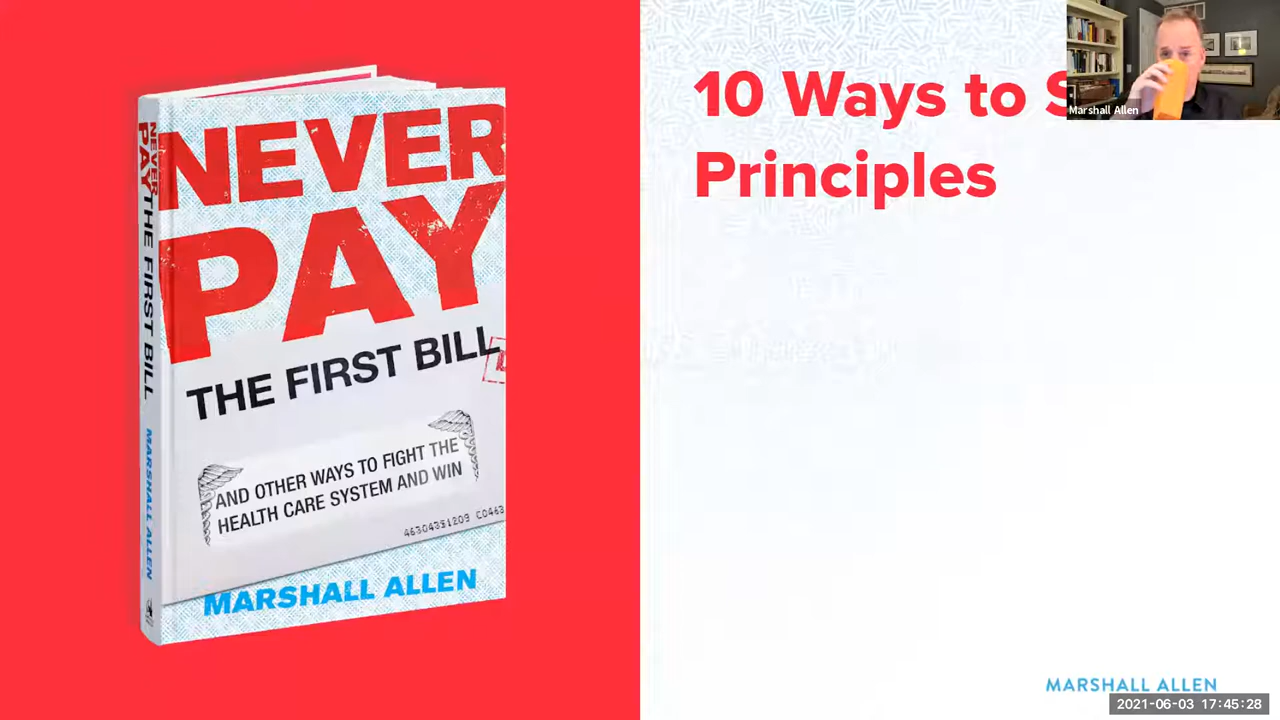 NEVER
PAY
THE FIRST BILL
AND OTHER WAYS TO FIGHT THE
HEALTH CARE SYSTEM AND WIN
46304351209 C0463
MARSHALL ALLEN
NEVER
PAY THE FIRST BILL
MARSHALL ALLEN
10 Ways to S
Principles
Marshall Allen
MARSHALL ALLEN
2021-06-03 17:45:28